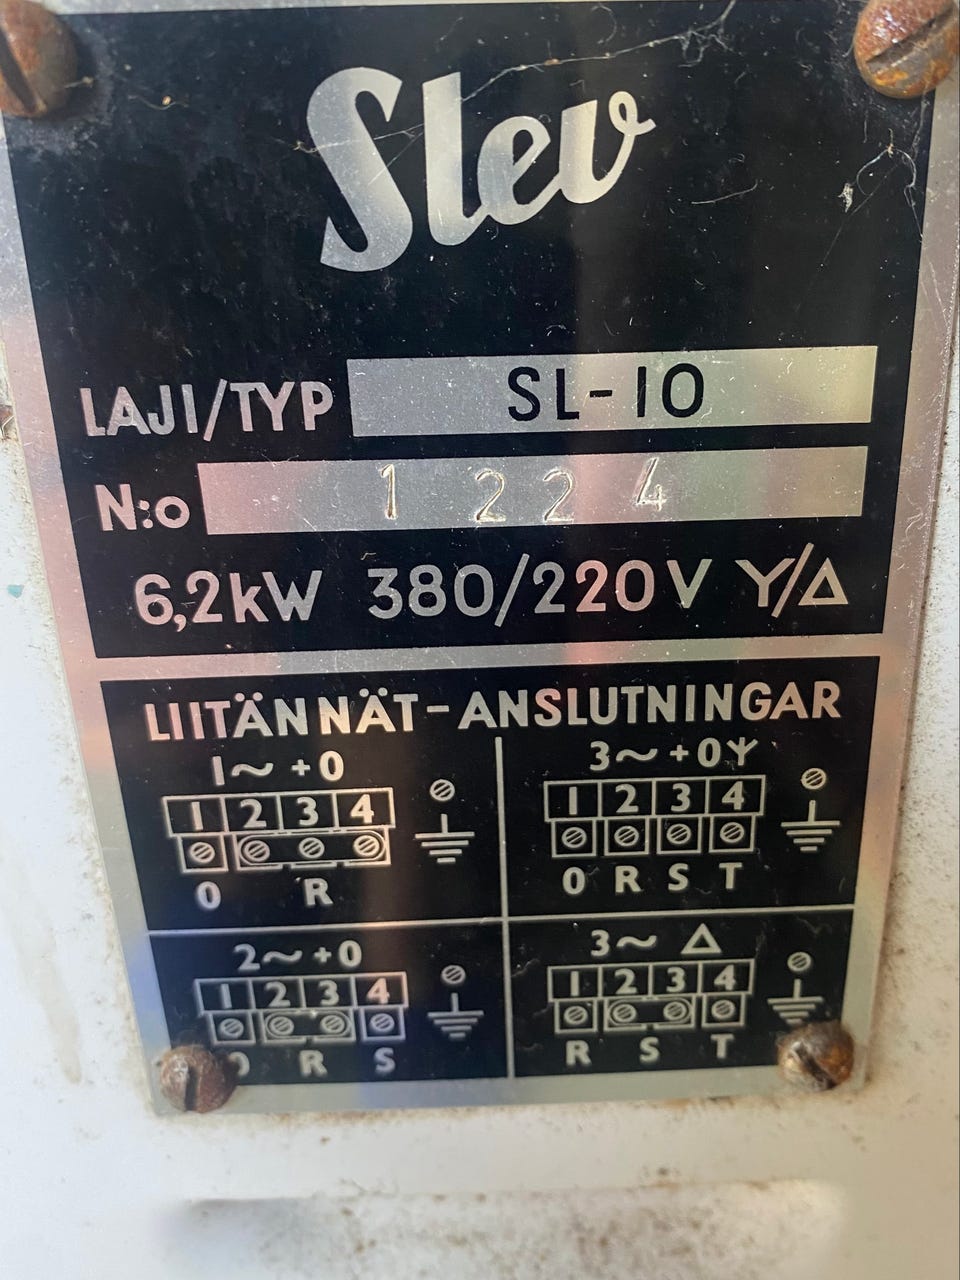 Slev
LAJI/TYP SL-10
N:o 1224
6,2kW 380/220V Y/Δ
LIITÄNNÄT-ANSLUTNINGAR
1~ +0
1 2 3 4
0 R
3~ +0 Y
1 2 3 4
0 R S T
2~ +0
1 2 3 4
0 R S
3~ Δ
1 2 3 4
R S T